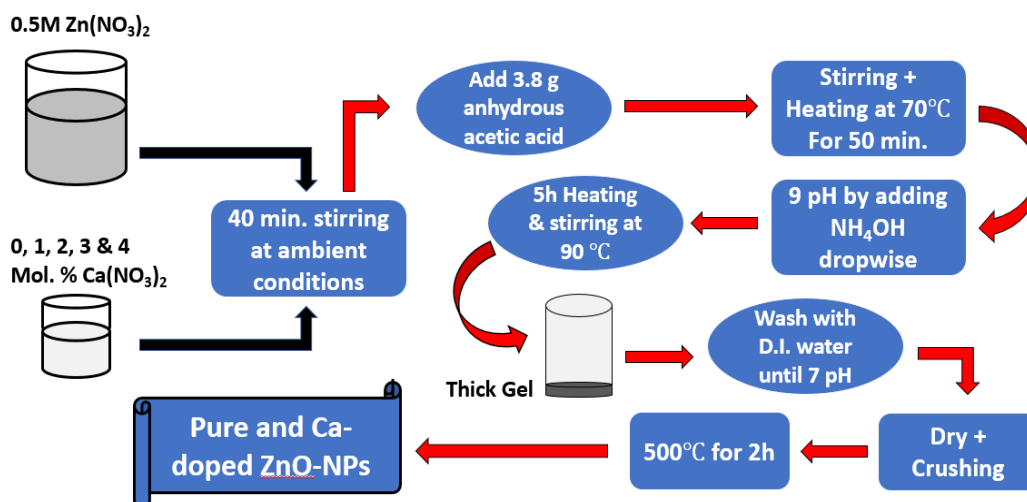 0.5M Zn(NO₃)₂
0, 1, 2, 3 & 4
Mol. % Ca(NO₃)₂
40 min. stirring
at ambient
conditions
Add 3.8 g
anhydrous
acetic acid
Stirring +
Heating at 70℃
For 50 min.
9 pH by adding
NH₄OH
dropwise
5h Heating
& stirring at
90 ℃
Thick Gel
Wash with
D.I. water
until 7 pH
Dry +
Crushing
500℃ for 2h
Pure and Ca-
doped ZnO-NPs